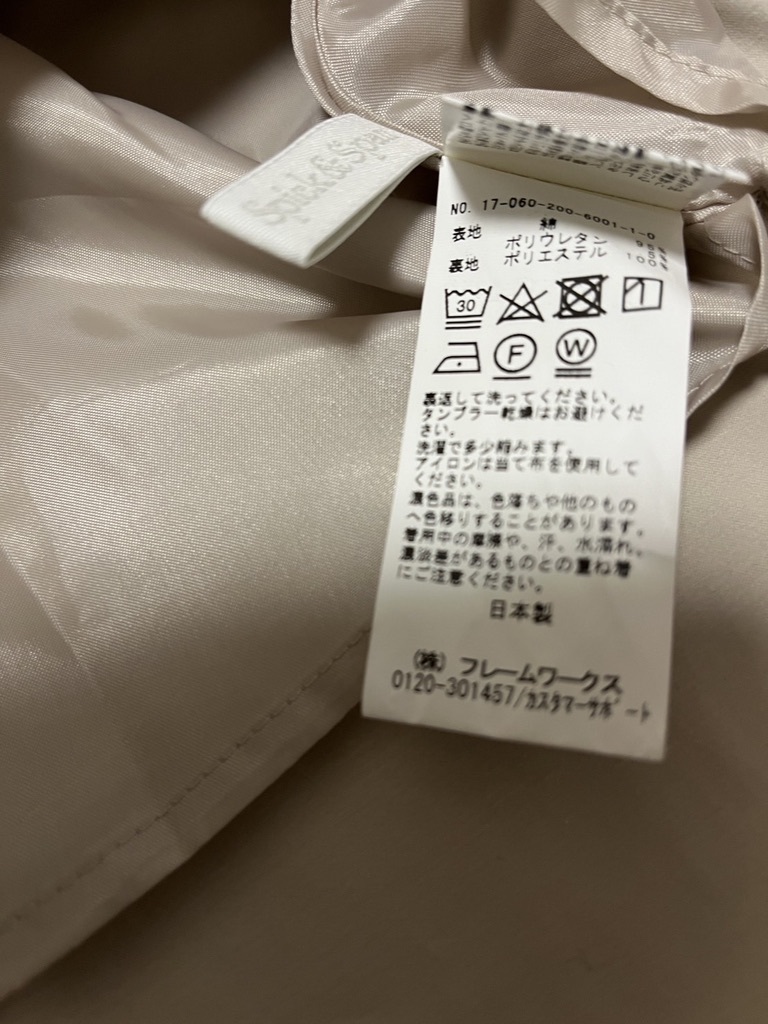 Spick & Spa
NO. 17-060-200-6001-1-0
表地 綿 95%
ポリウレタン 5%
裏地 ポリエステル 100%
30
F
W
裏返して洗ってください。
タンブラー乾燥はお避けくだ
さい。
洗濯で多少縮みます。
アイロンは当て布を使用して
ください。
濃色品は、色落ちや他のもの
へ色移りすることがあります。
着用中の摩擦や、汗、水濡れ、
濃淡差があるものとの重ね着
にご注意ください。
日本製
(株) フレームワークス
0120-301457/カスタマーサポート